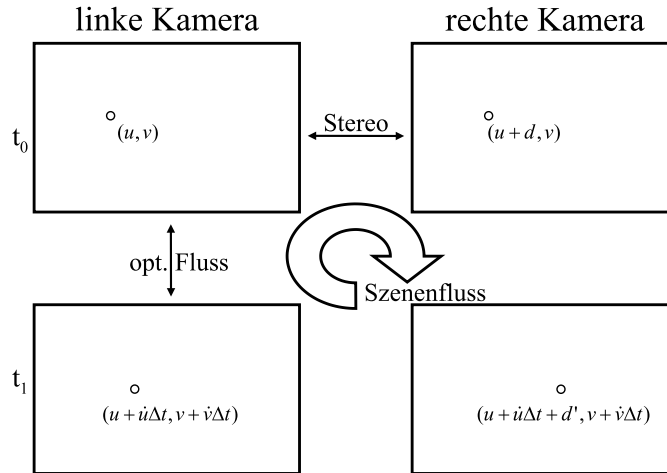 linke Kamera
rechte Kamera
t₀
(u, v)
Stereo
(u + d, v)
opt. Fluss
Szenenfluss
t₁
(u + u̇Δt, v + v̇Δt)
(u + u̇Δt + d', v + v̇Δt)